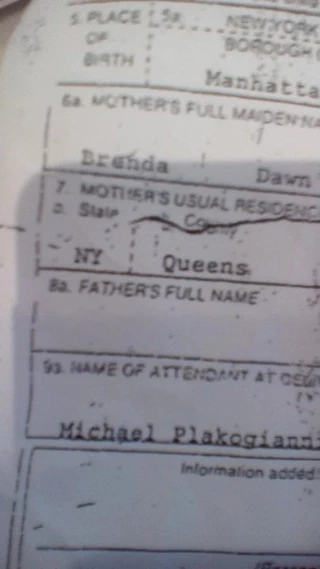 5. PLACE 5a. NEW YORK
OF BOROUGH
BIRTH Manhatta
6a. MOTHER'S FULL MAIDEN NA
Brenda Dawn
7. MOTHER'S USUAL RESIDENC
a. State County
NY Queens
8a. FATHER'S FULL NAME
9a. NAME OF ATTENDANT AT DELI
Michael Plakogianni
Information added